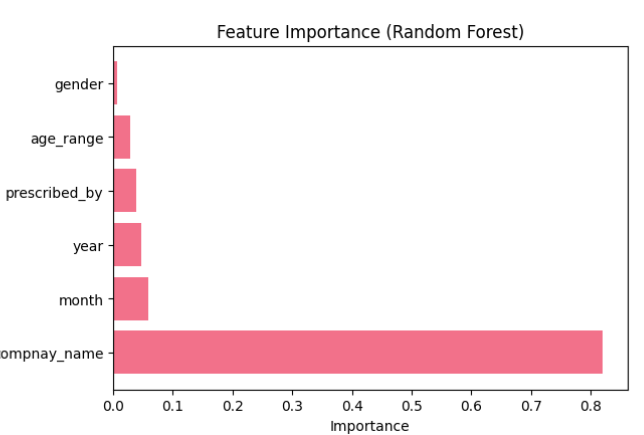 Feature Importance (Random Forest)
gender
age_range
prescribed_by
year
month
ompnay_name
0.0 0.1 0.2 0.3 0.4 0.5 0.6 0.7 0.8
Importance